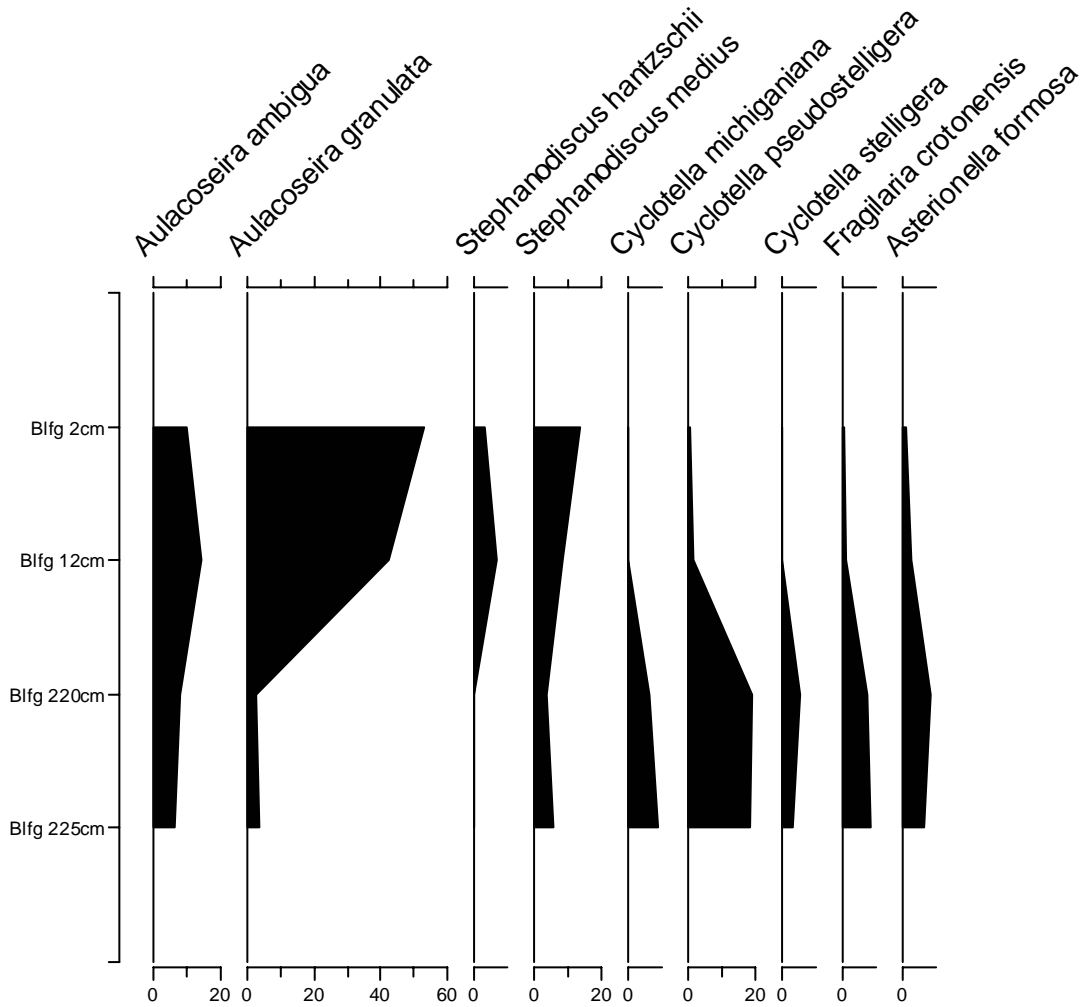 Aulacoseira ambigua
Aulacoseira granulata
Stephanodiscus hantzschii
Stephanodiscus medius
Cyclotella michiganiana
Cyclotella pseudostelligera
Cyclotella stelligera
Fragilaria crotonensis
Asterionella formosa
Blfg 2cm
Blfg 12cm
Blfg 220cm
Blfg 225cm
0 20 0 20 40 60 0 0 20 0 0 20 0 0 0